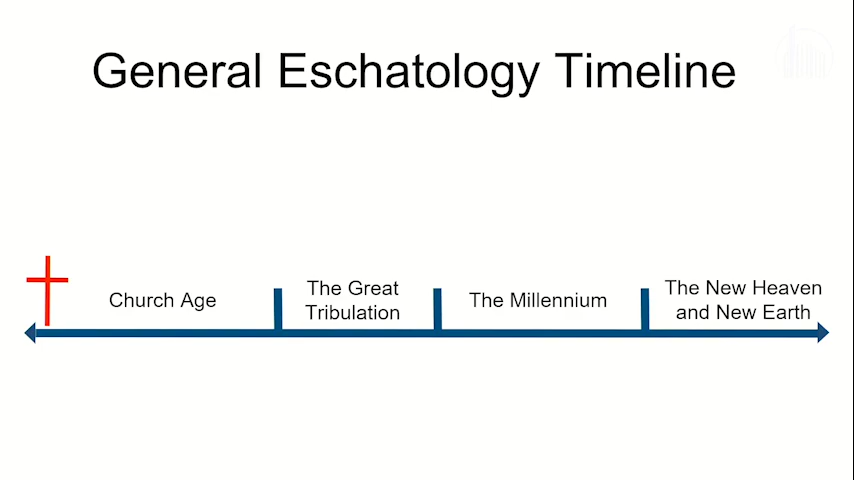 General Eschatology Timeline
Church Age
The Great
Tribulation
The Millennium
The New Heaven
and New Earth